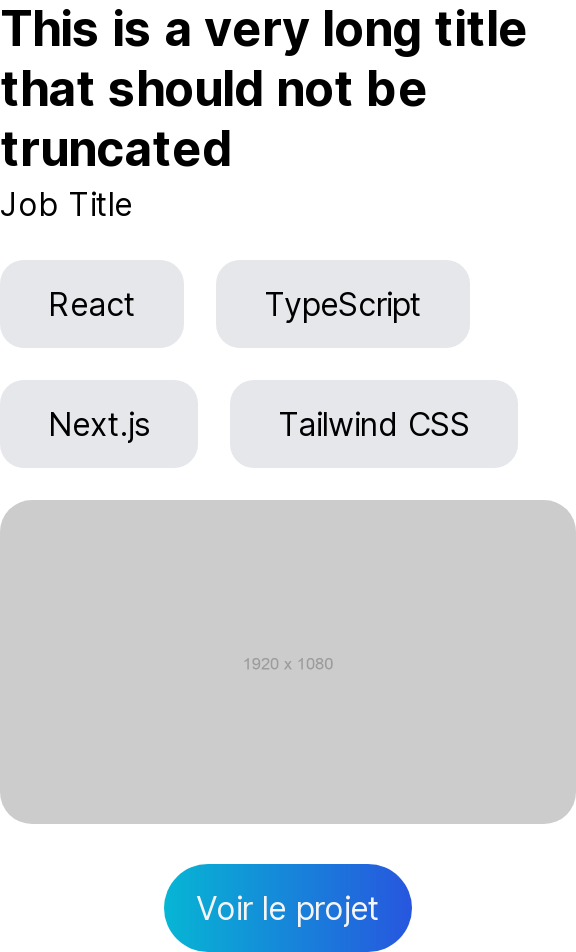 This is a very long title
that should not be
truncated
Job Title
React
TypeScript
Next.js
Tailwind CSS
1920 x 1080
Voir le projet